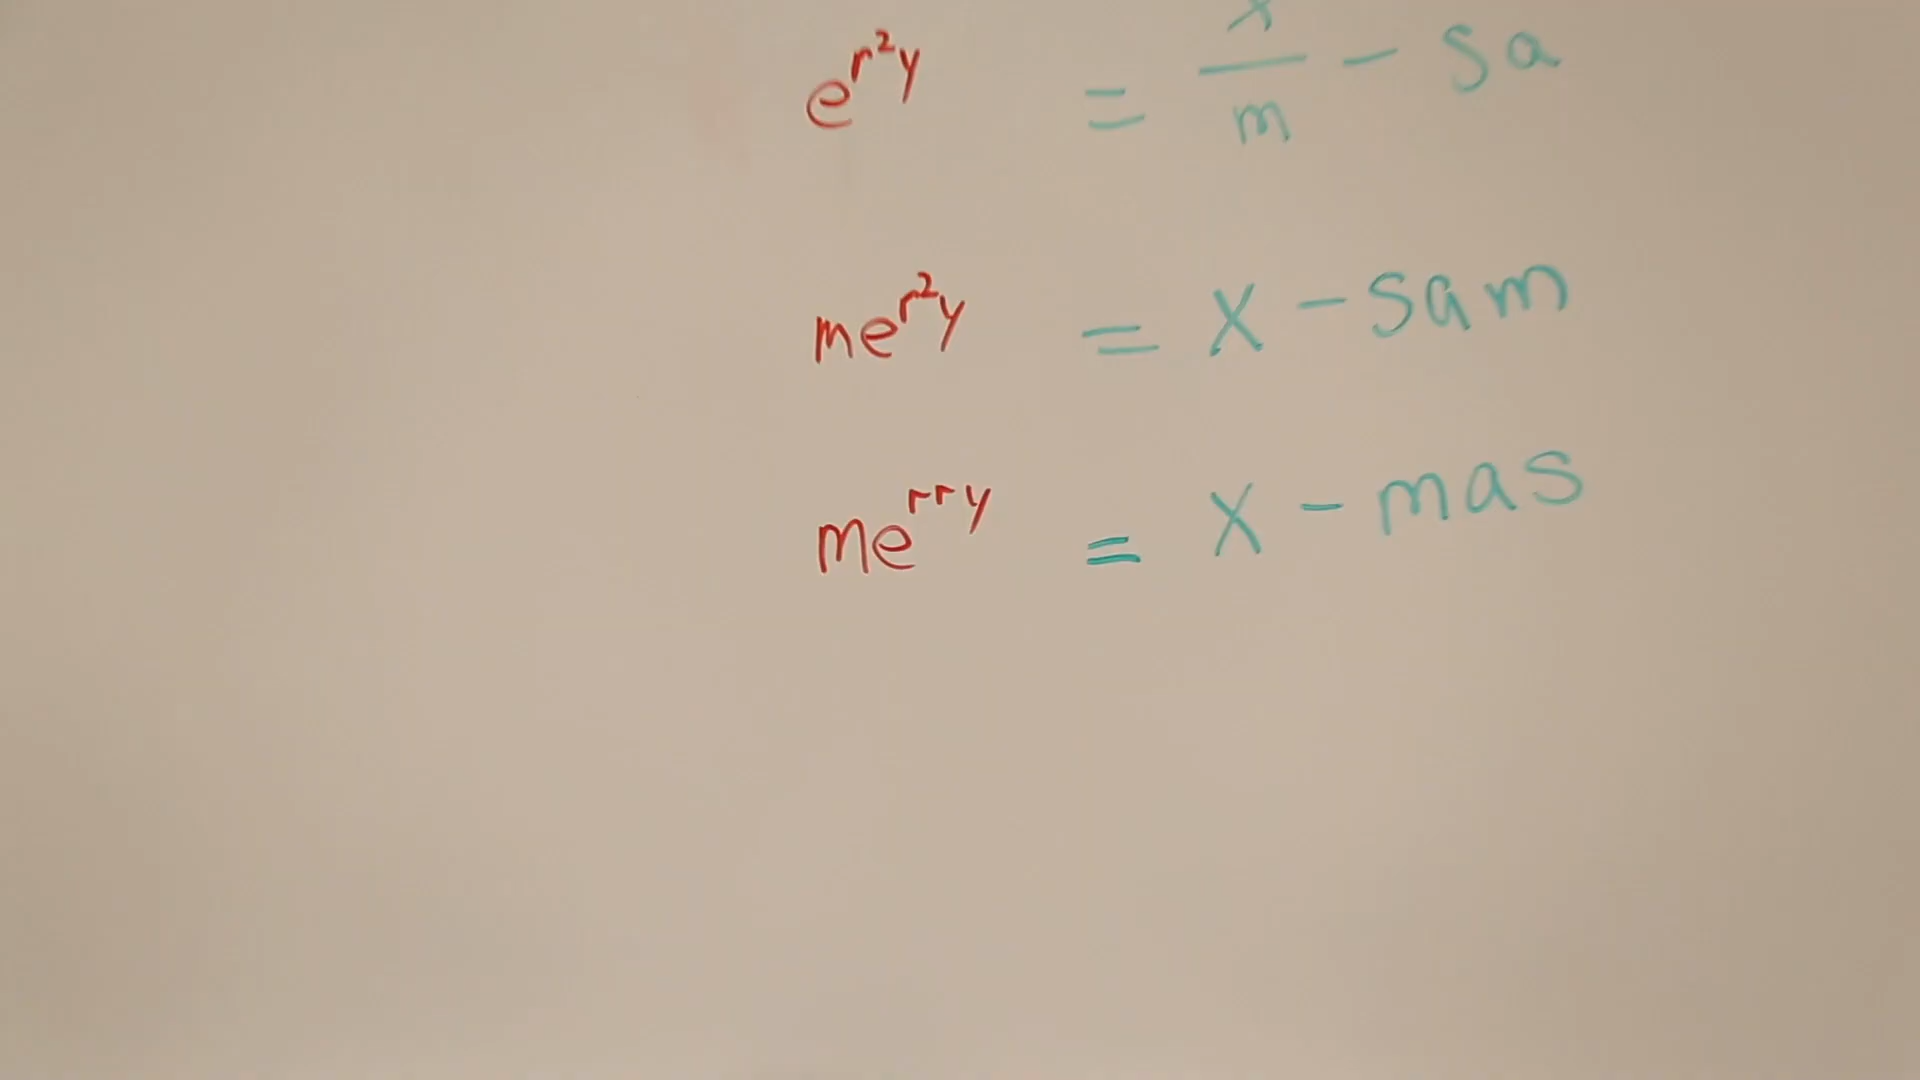 e^{r²y} = x/m - sa
me^{r²y} = x - sam
me^{rry} = x - mas